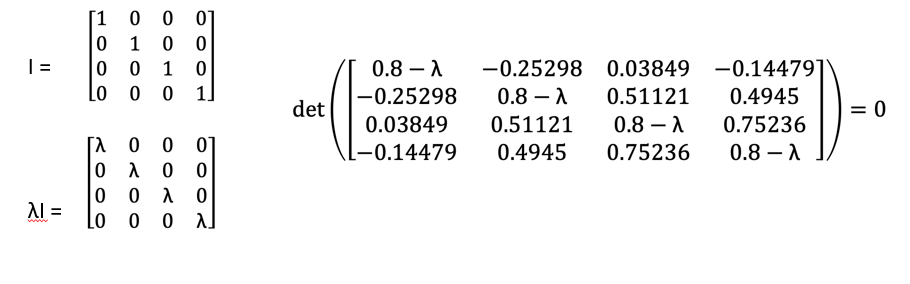 I =
1 0 0 0
0 1 0 0
0 0 1 0
0 0 0 1
λI =
λ 0 0 0
0 λ 0 0
0 0 λ 0
0 0 0 λ
det
0.8 − λ −0.25298 0.03849 −0.14479
−0.25298 0.8 − λ 0.51121 0.4945
0.03849 0.51121 0.8 − λ 0.75236
−0.14479 0.4945 0.75236 0.8 − λ
= 0